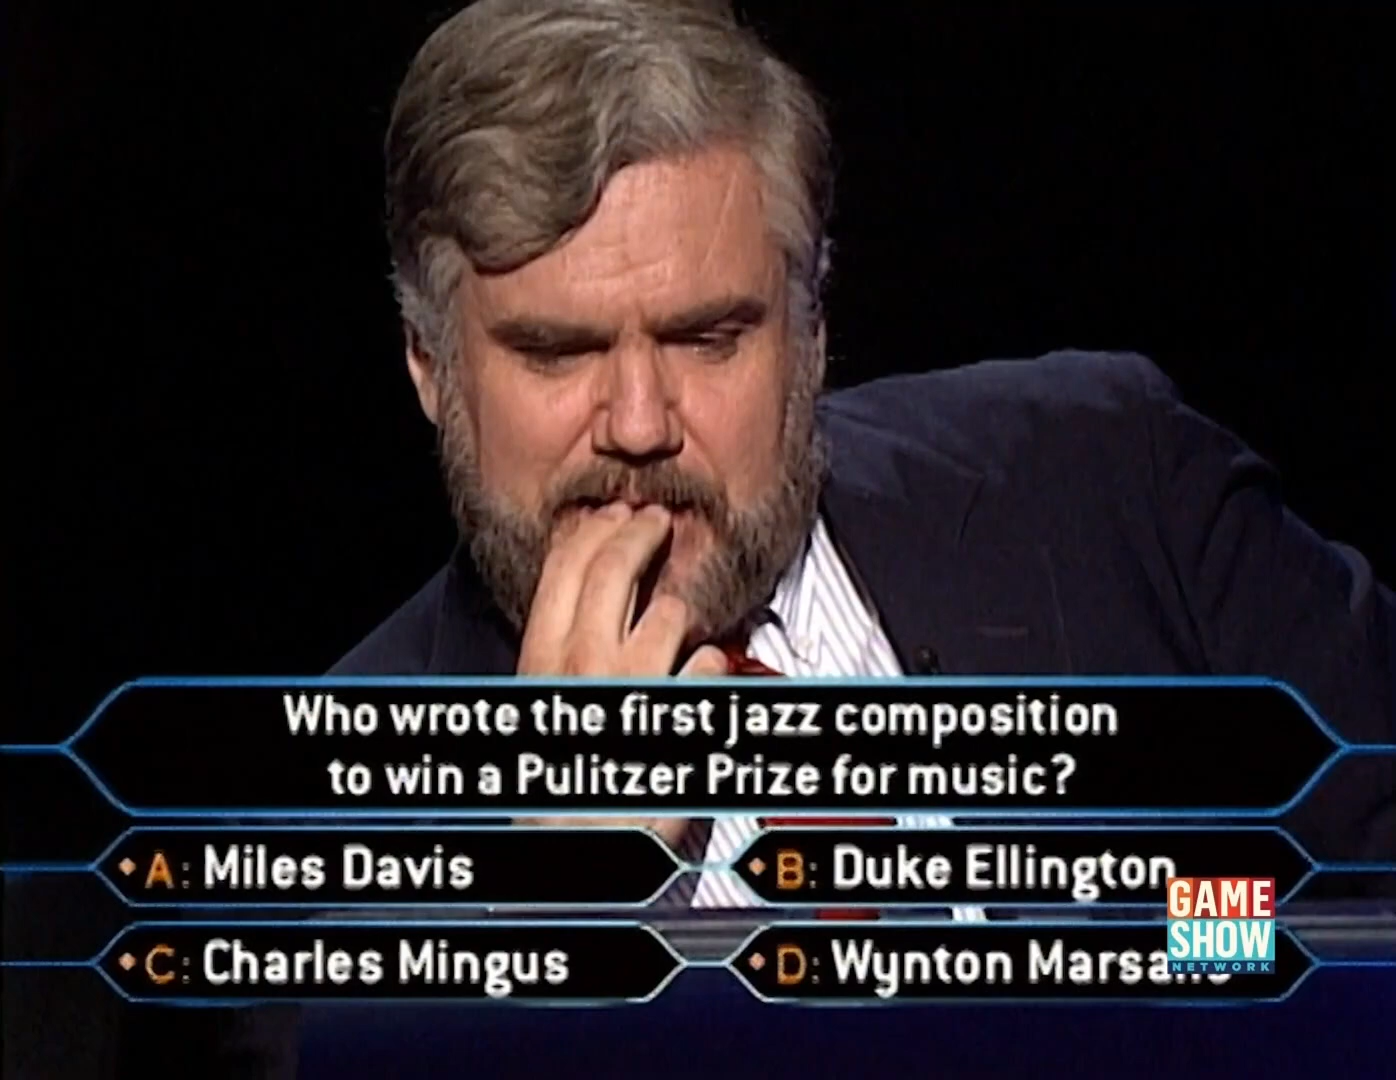 Who wrote the first jazz composition
to win a Pulitzer Prize for music?
A: Miles Davis
B: Duke Ellington
C: Charles Mingus
D: Wynton
GAME
SHOW
NETWORK